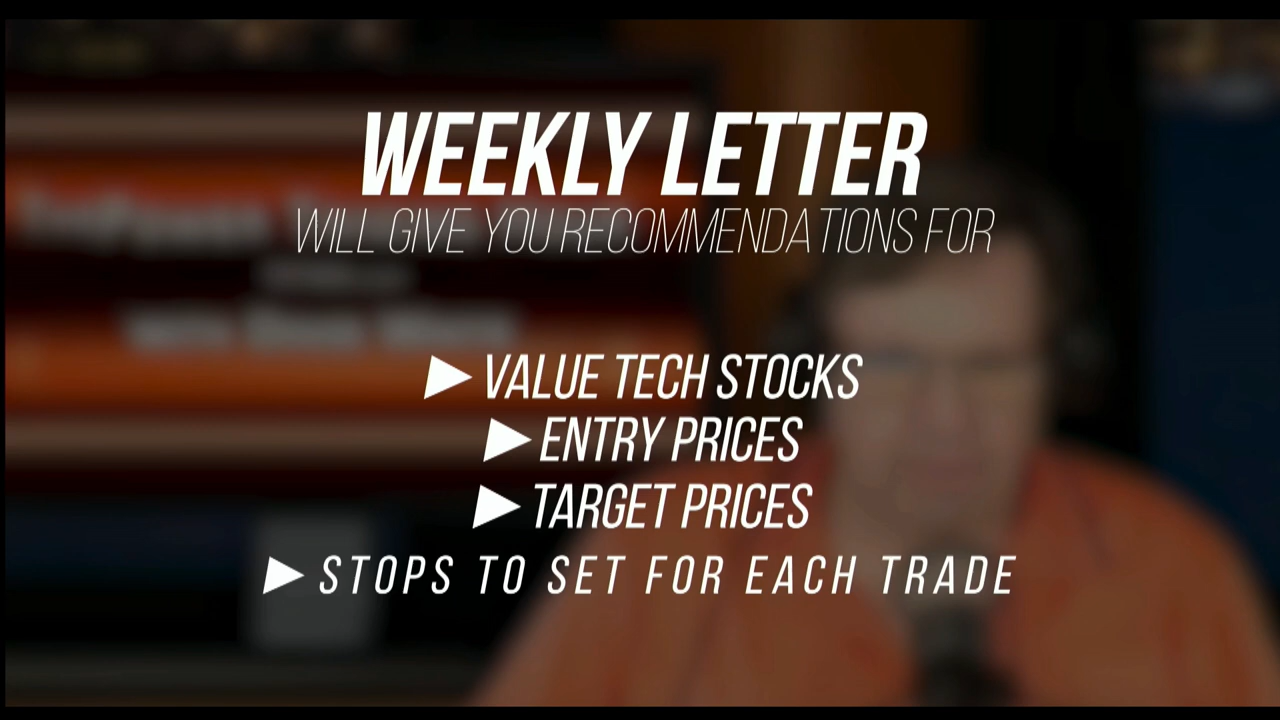 WEEKLY LETTER
WILL GIVE YOU RECOMMENDATIONS FOR
▶ VALUE TECH STOCKS
▶ ENTRY PRICES
▶ TARGET PRICES
▶ STOPS TO SET FOR EACH TRADE